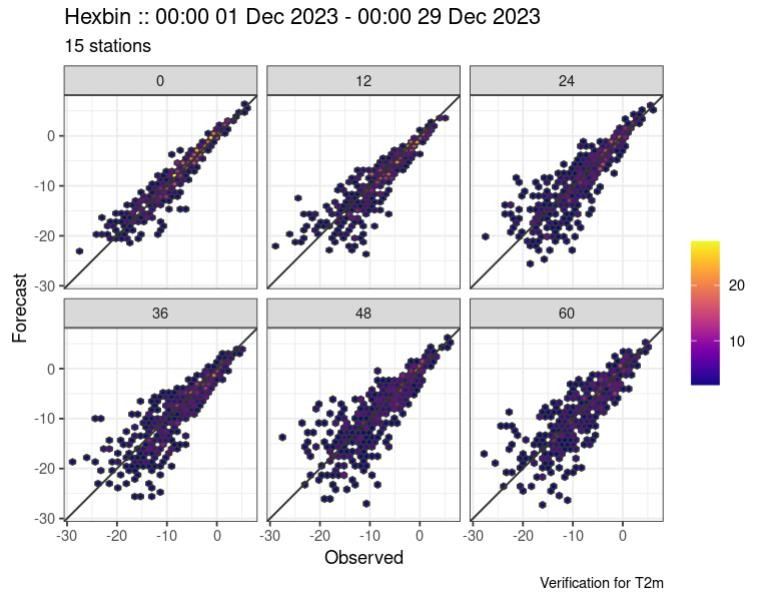 Hexbin :: 00:00 01 Dec 2023 - 00:00 29 Dec 2023
15 stations
0 12 24
0
-10
-20
-30
36 48 60
0
-10
-20
-30
-30 -20 -10 0 -30 -20 -10 0 -30 -20 -10 0
Forecast
Observed
20
10
Verification for T2m